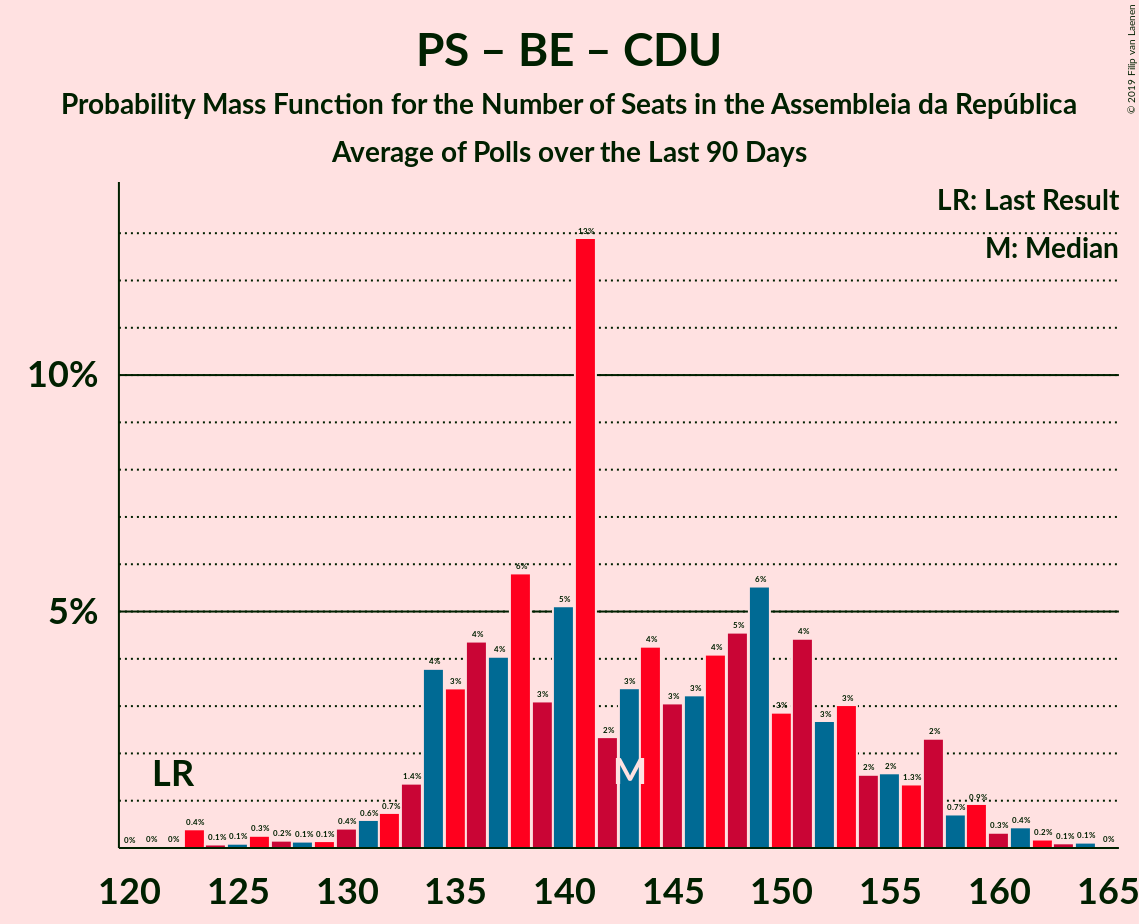 PS – BE – CDU
Probability Mass Function for the Number of Seats in the Assembleia da República
Average of Polls over the Last 90 Days
© 2019 Filip van Laenen
LR: Last Result
M: Median
10%
5%
LR
M
0% 0% 0% 0.4% 0.1% 0.1% 0.3% 0.2% 0.1% 0.1% 0.4% 0.6% 0.7% 1.4% 4% 3% 4% 4% 6% 3% 5% 13% 2% 3% 4% 3% 3% 4% 5% 6% 3% 4% 3% 3% 2% 2% 1.3% 2% 0.7% 0.9% 0.3% 0.4% 0.2% 0.1% 0.1% 0%
120 125 130 135 140 145 150 155 160 165